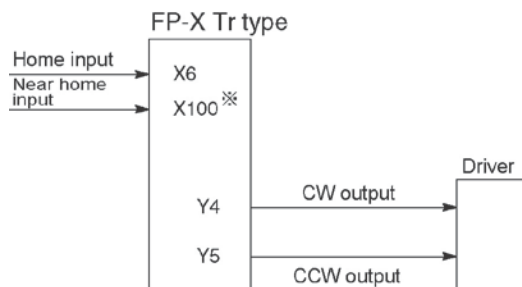 FP-X Tr type
Home input
Near home
input
X6
X100※
Driver
Y4
CW output
Y5
CCW output